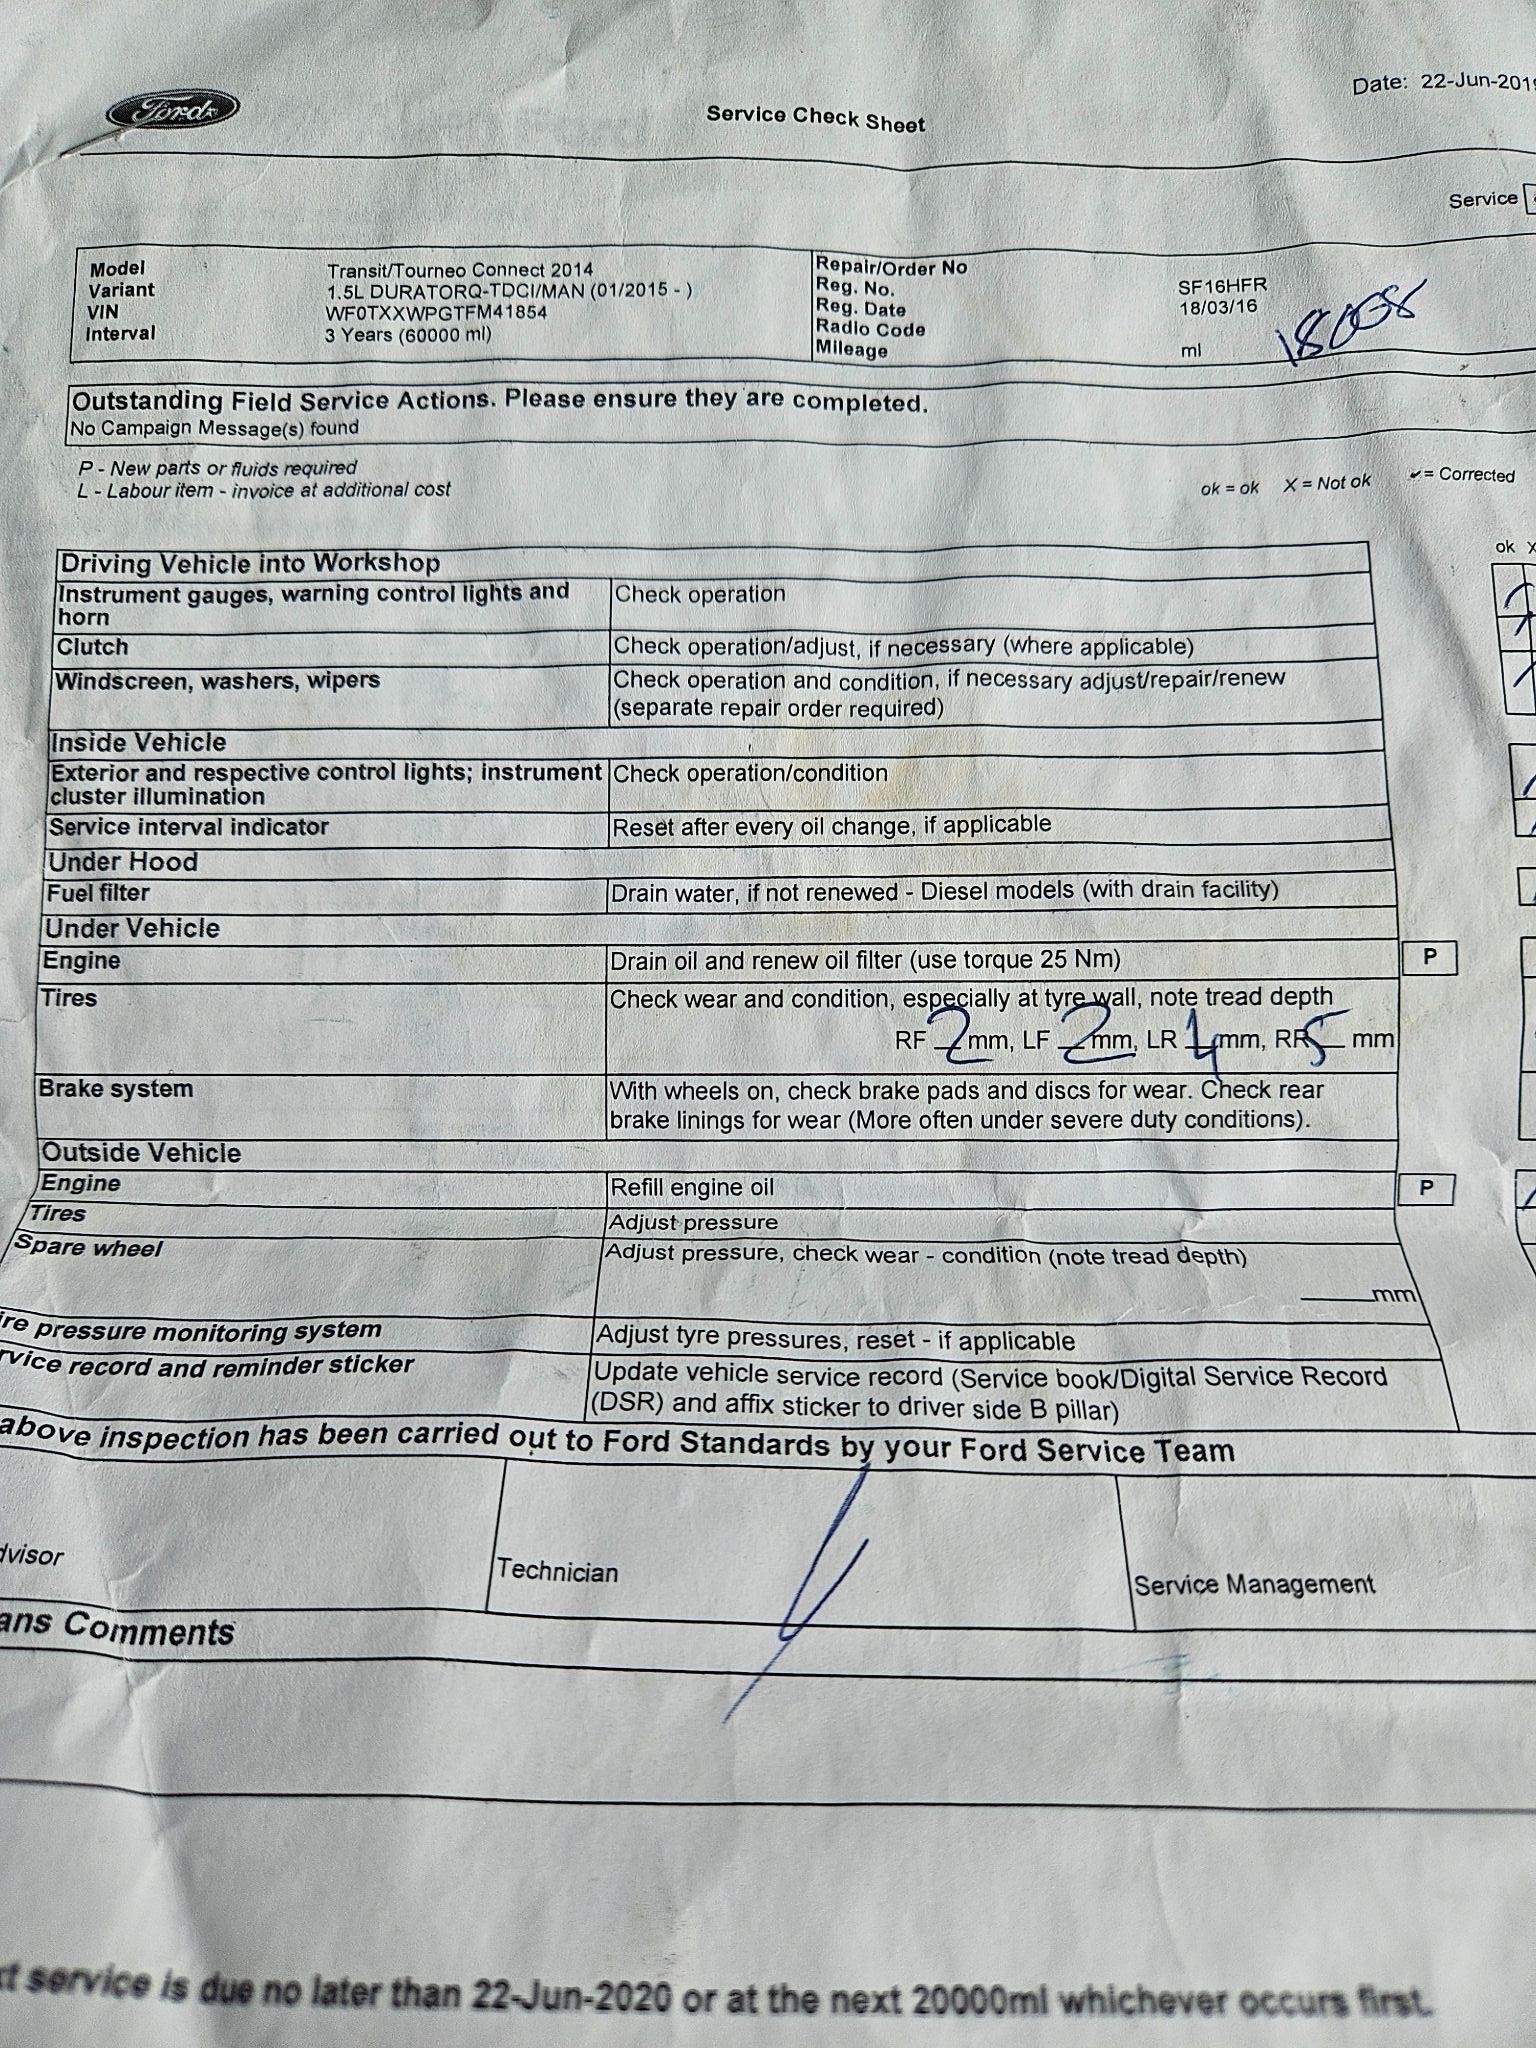 Date: 22-Jun-201
Ford
Service Check Sheet
Service
Model Transit/Tourneo Connect 2014
Variant 1.5L DURATORQ-TDCI/MAN (01/2015 - )
VIN WF0TXXWPGTFM41854
Interval 3 Years (60000 ml)
Repair/Order No
Reg. No. SF16HFR
Reg. Date 18/03/16
Radio Code
Mileage ml 18008
Outstanding Field Service Actions. Please ensure they are completed.
No Campaign Message(s) found
P - New parts or fluids required
L - Labour item - invoice at additional cost
ok = ok X = Not ok ✔= Corrected
ok X
Driving Vehicle into Workshop
Instrument gauges, warning control lights and horn Check operation
Clutch Check operation/adjust, if necessary (where applicable)
Windscreen, washers, wipers Check operation and condition, if necessary adjust/repair/renew
(separate repair order required)
Inside Vehicle
Exterior and respective control lights; instrument cluster illumination Check operation/condition
Service interval indicator Reset after every oil change, if applicable
Under Hood
Fuel filter Drain water, if not renewed - Diesel models (with drain facility)
Under Vehicle
Engine Drain oil and renew oil filter (use torque 25 Nm) P
Tires Check wear and condition, especially at tyre wall, note tread depth
RF 2 mm, LF 2 mm, LR 4 mm, RR 5 mm
Brake system With wheels on, check brake pads and discs for wear. Check rear
brake linings for wear (More often under severe duty conditions).
Outside Vehicle
Engine Refill engine oil P
Tires Adjust pressure
Spare wheel Adjust pressure, check wear - condition (note tread depth)
mm
ire pressure monitoring system Adjust tyre pressures, reset - if applicable
rvice record and reminder sticker Update vehicle service record (Service book/Digital Service Record
(DSR) and affix sticker to driver side B pillar)
above inspection has been carried out to Ford Standards by your Ford Service Team
dvisor Technician Service Management
ans Comments
xt service is due no later than 22-Jun-2020 or at the next 20000ml whichever occurs first.